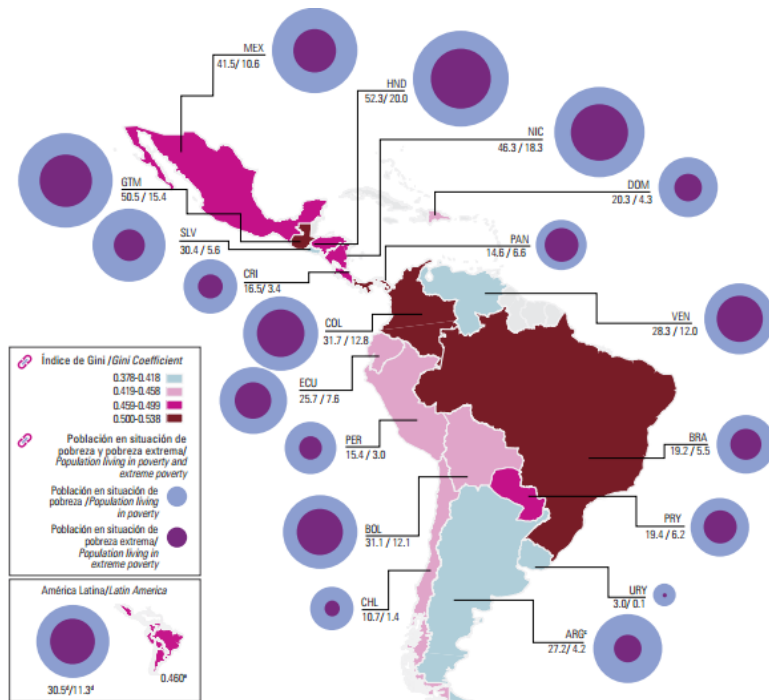 MEX
41.5/ 10.6
HND
52.3/ 20.0
NIC
46.3/ 18.3
GTM
50.5 / 15.4
DOM
20.3/ 4.3
SLV
30.4 / 5.6
PAN
14.6/ 6.6
CRI
16.5/ 3.4
COL
31.7 / 12.8
VEN
28.3/ 12.0
ECU
25.7/ 7.6
PER
15.4 / 3.0
BRA
19.2/ 5.5
BOL
31.1/ 12.1
PRY
19.4/ 6.2
CHL
10.7/ 1.4
URY
3.0/ 0.1
ARG
27.2/ 4.2
Índice de Gini /Gini Coefficient
0.378-0.418
0.419-0.458
0.459-0.499
0.500-0.538
Población en situación de
pobreza y pobreza extrema/
Population living in poverty and
extreme poverty
Población en situación de
pobreza /Population living
in poverty
Población en situación de
pobreza extrema/
Population living in
extreme poverty
América Latina/Latin America
0.460ᵃ
30.5ᵈ/11.3ᵈ